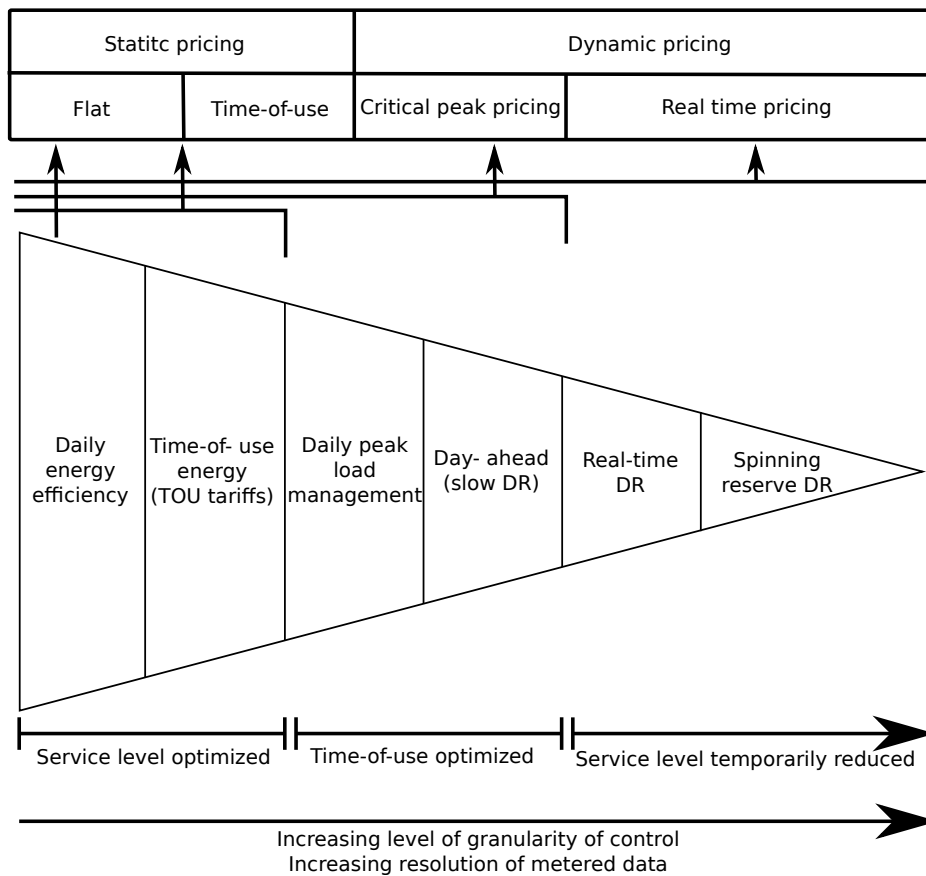 Statitc pricing
Dynamic pricing
Flat
Time-of-use
Critical peak pricing
Real time pricing
Daily
energy
efficiency
Time-of- use
energy
(TOU tariffs)
Daily peak
load
management
Day- ahead
(slow DR)
Real-time
DR
Spinning
reserve DR
Service level optimized
Time-of-use optimized
Service level temporarily reduced
Increasing level of granularity of control
Increasing resolution of metered data